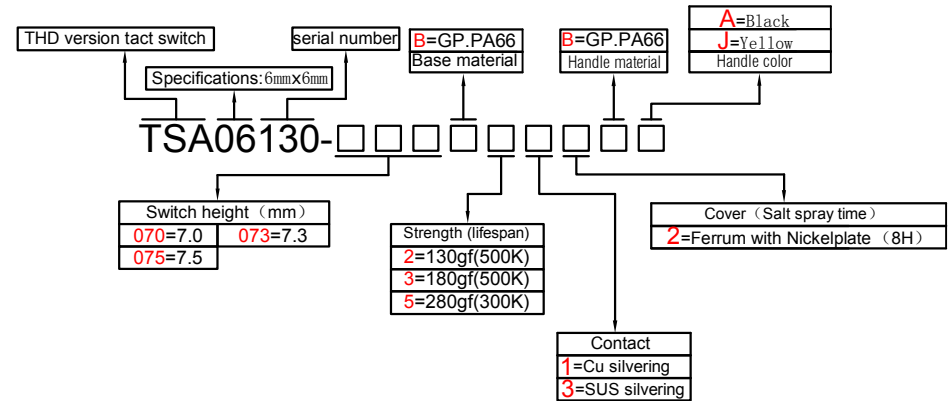 THD version tact switch
serial number
Specifications:6mmx6mm
B=GP.PA66
Base material
B=GP.PA66
Handle material
A=Black
J=Yellow
Handle color
TSA06130-□□□□□□□□□
Switch height（mm）
070=7.0 073=7.3
075=7.5
Strength (lifespan)
2=130gf(500K)
3=180gf(500K)
5=280gf(300K)
Contact
1=Cu silvering
3=SUS silvering
Cover（Salt spray time）
2=Ferrum with Nickelplate（8H）